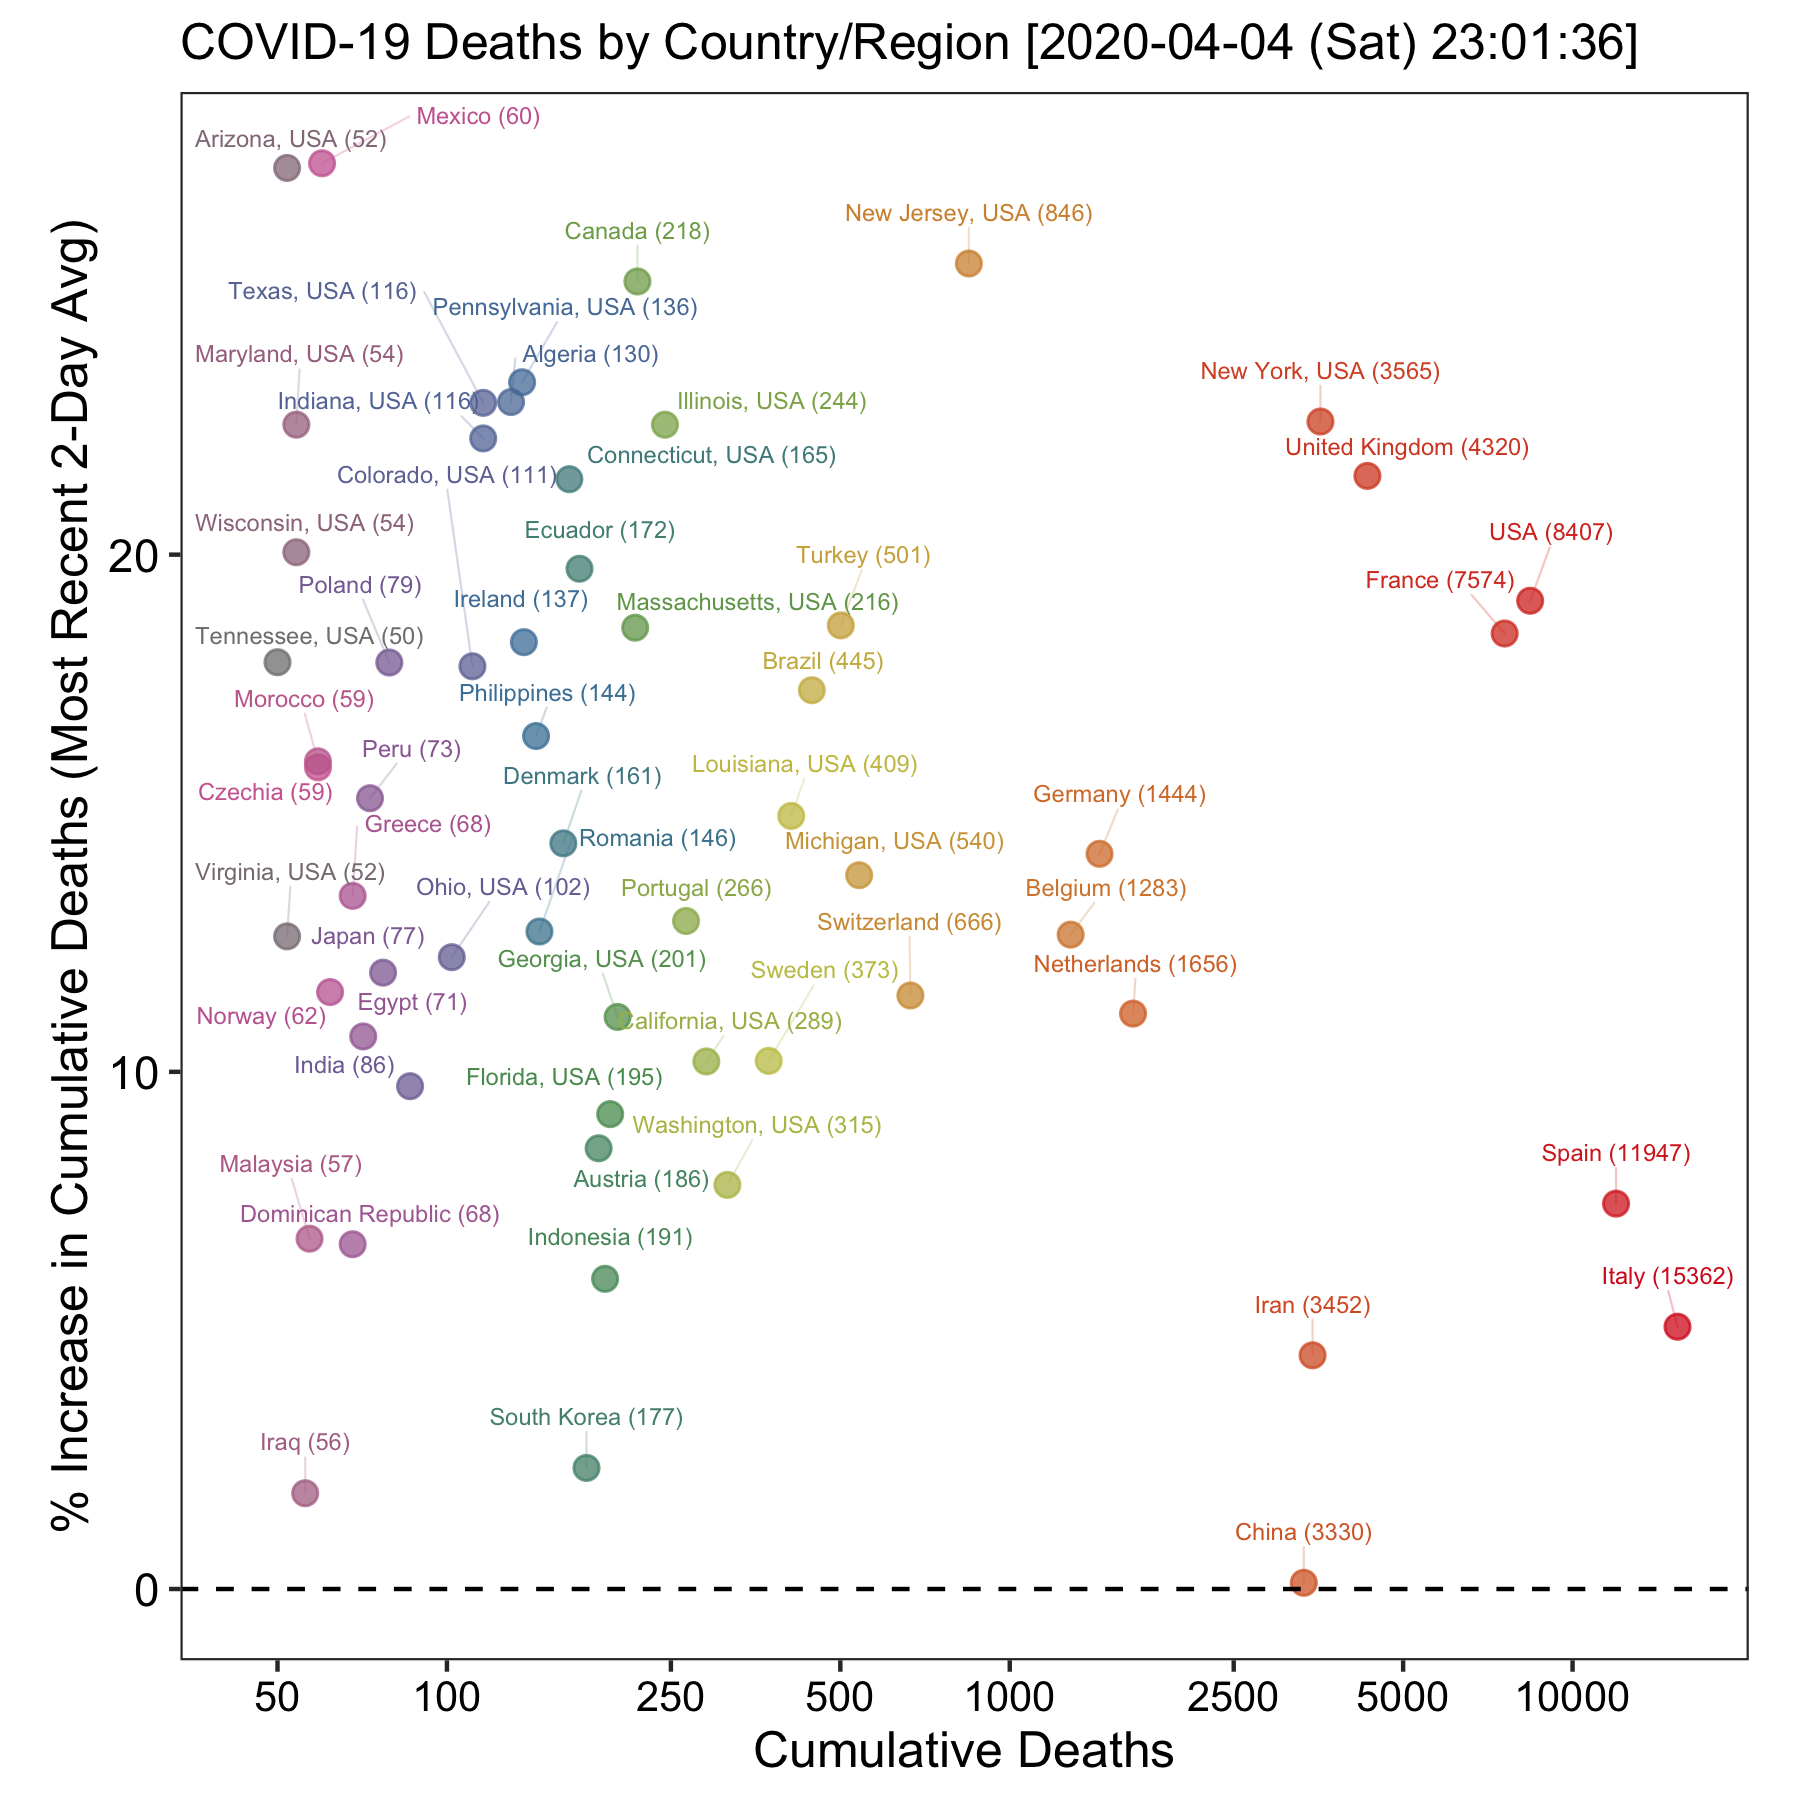 COVID-19 Deaths by Country/Region [2020-04-04 (Sat) 23:01:36]
% Increase in Cumulative Deaths (Most Recent 2-Day Avg)
Mexico (60)
Arizona, USA (52)
New Jersey, USA (846)
Canada (218)
Texas, USA (116)
Pennsylvania, USA (136)
Maryland, USA (54)
Algeria (130)
New York, USA (3565)
Indiana, USA (116)
Illinois, USA (244)
United Kingdom (4320)
Connecticut, USA (165)
Colorado, USA (111)
Wisconsin, USA (54)
Ecuador (172)
USA (8407)
20
Turkey (501)
France (7574)
Poland (79)
Ireland (137)
Massachusetts, USA (216)
Tennessee, USA (50)
Brazil (445)
Philippines (144)
Morocco (59)
Peru (73)
Louisiana, USA (409)
Denmark (161)
Czechia (59)
Germany (1444)
Greece (68)
Romania (146)
Michigan, USA (540)
Virginia, USA (52)
Ohio, USA (102)
Portugal (266)
Belgium (1283)
Switzerland (666)
Japan (77)
Georgia, USA (201)
Netherlands (1656)
Sweden (373)
Egypt (71)
Norway (62)
California, USA (289)
India (86)
10
Florida, USA (195)
Washington, USA (315)
Spain (11947)
Malaysia (57)
Austria (186)
Dominican Republic (68)
Indonesia (191)
Italy (15362)
Iran (3452)
South Korea (177)
Iraq (56)
China (3330)
0
50 100 250 500 1000 2500 5000 10000
Cumulative Deaths